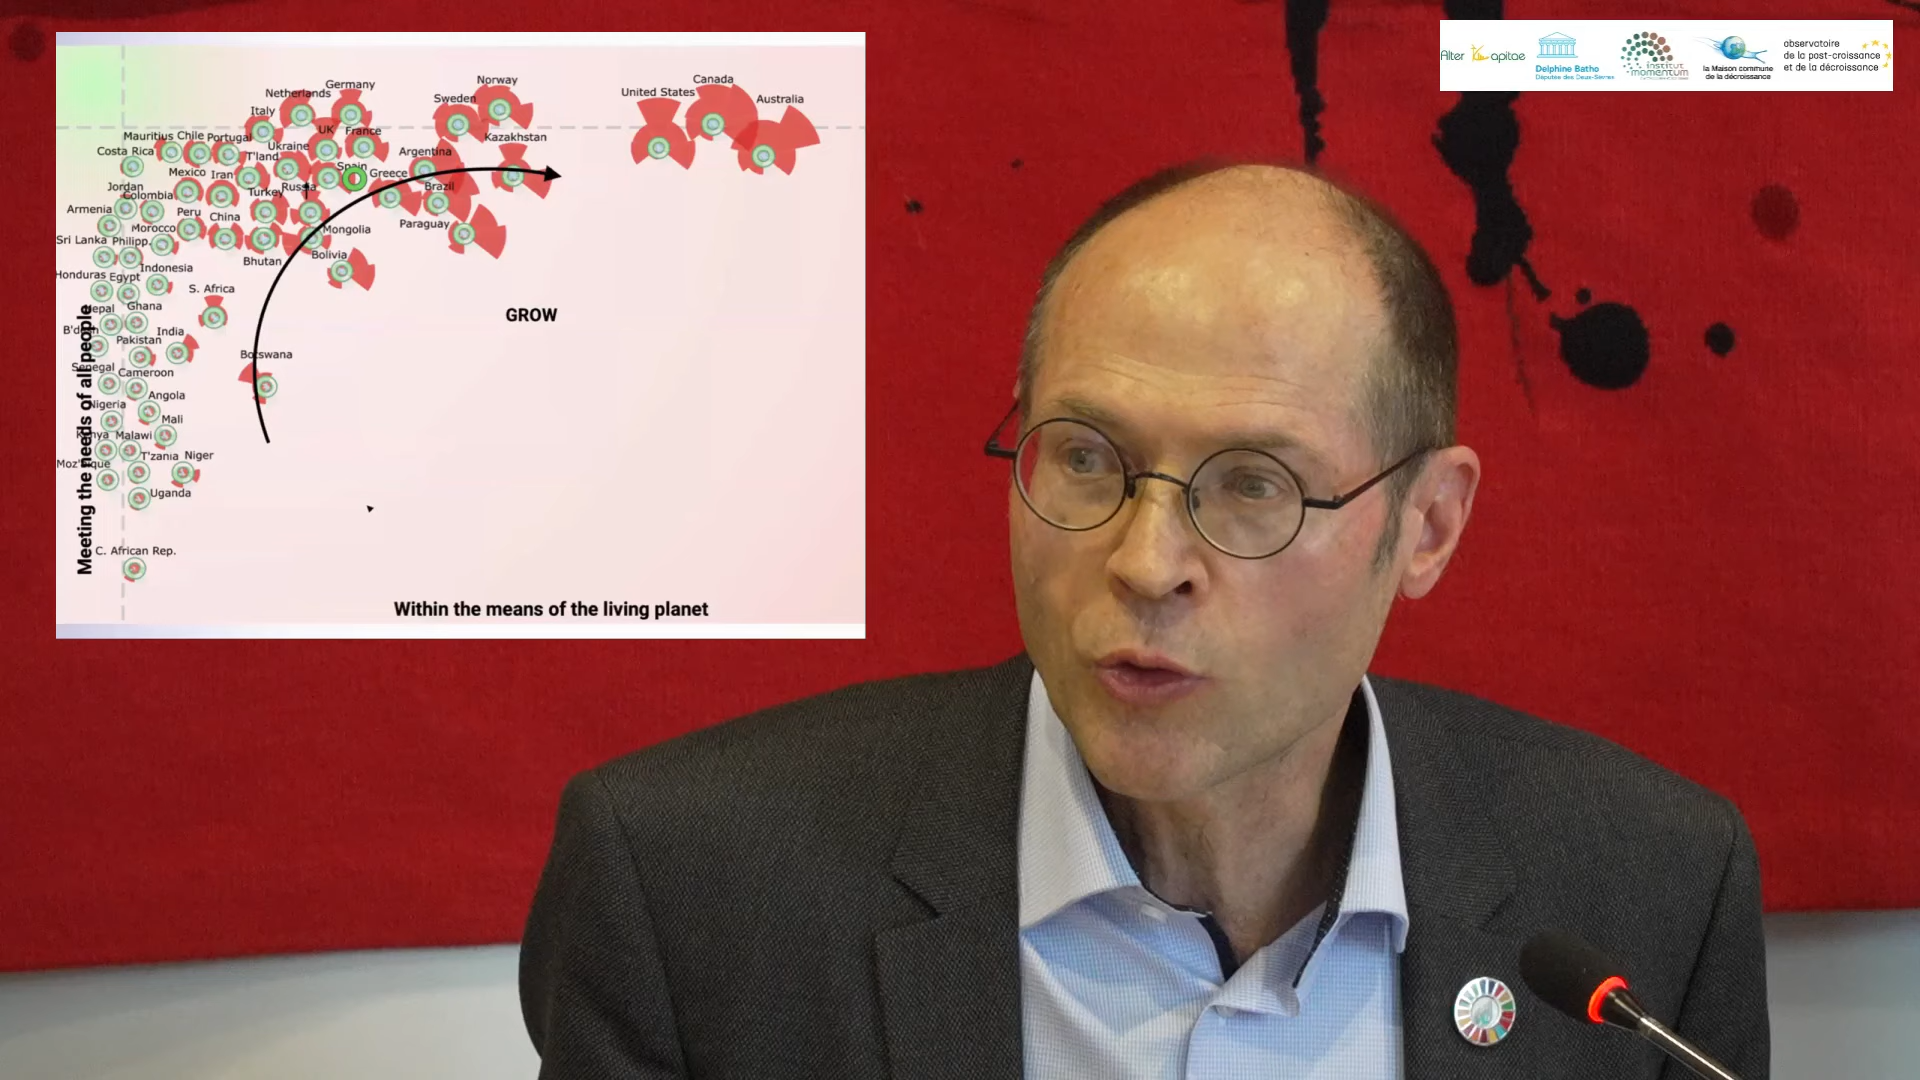 Germany
Norway
Canada
Netherlands
United States
Sweden
Australia
Italy
UK France
Mauritius Chile Portugal
Ukraine
Kazakhstan
Costa Rica
T'land
Argentina
Spain
Mexico Iran
Greece
Jordan
Russia
Brazil
Colombia
Turkey
Armenia
Peru
China
Morocco
Paraguay
Mongolia
Sri Lanka Philipp.
Bhutan
Bolivia
Indonesia
Honduras Egypt
S. Africa
Ghana
GROW
India
Pakistan
Botswana
Senegal
Cameroon
Angola
Nigeria
Mali
Malawi
T'zania Niger
Uganda
C. African Rep.
Meeting the needs of all people
Within the means of the living planet
Alter Kapitae
Delphine Batho
Députée des Deux-Sèvres
institut
momentum
la Maison commune
de la décroissance
observatoire
de la post-croissance
et de la décroissance